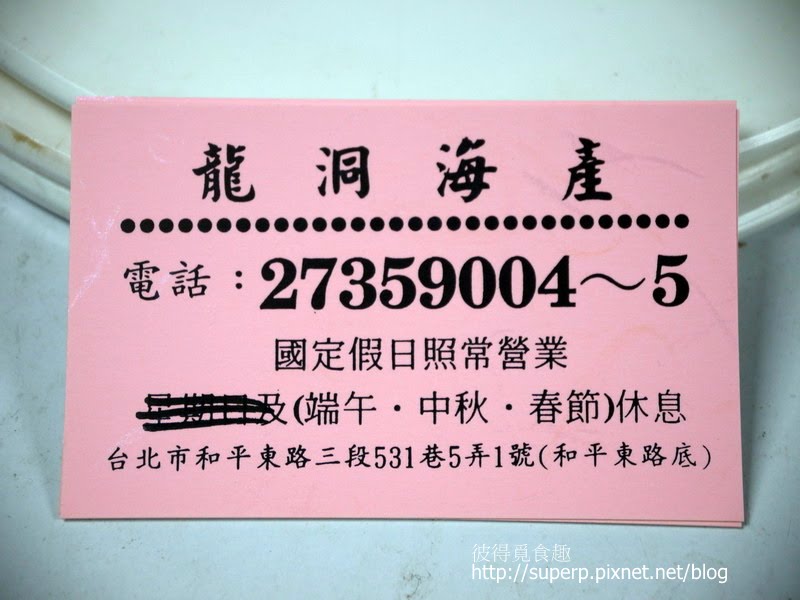 龍洞海產
電話：27359004～5
國定假日照常營業
星期日及(端午・中秋・春節)休息
台北市和平東路三段531巷5弄1號(和平東路底)
彼得覓食趣
http://superp.pixnet.net/blog